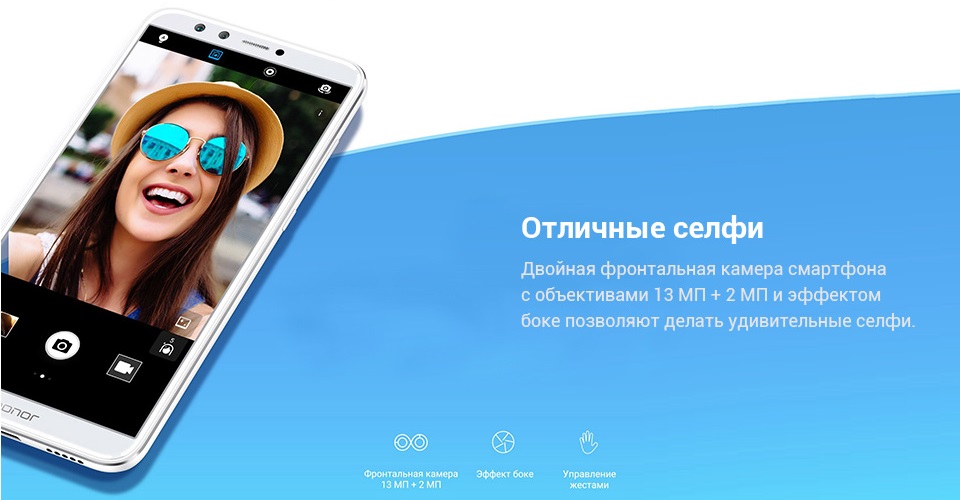 Отличные селфи
Двойная фронтальная камера смартфона
с объективами 13 МП + 2 МП и эффектом
боке позволяют делать удивительные селфи.
honor
Фронтальная камера
13 МП + 2 МП
Эффект боке
Управление
жестами